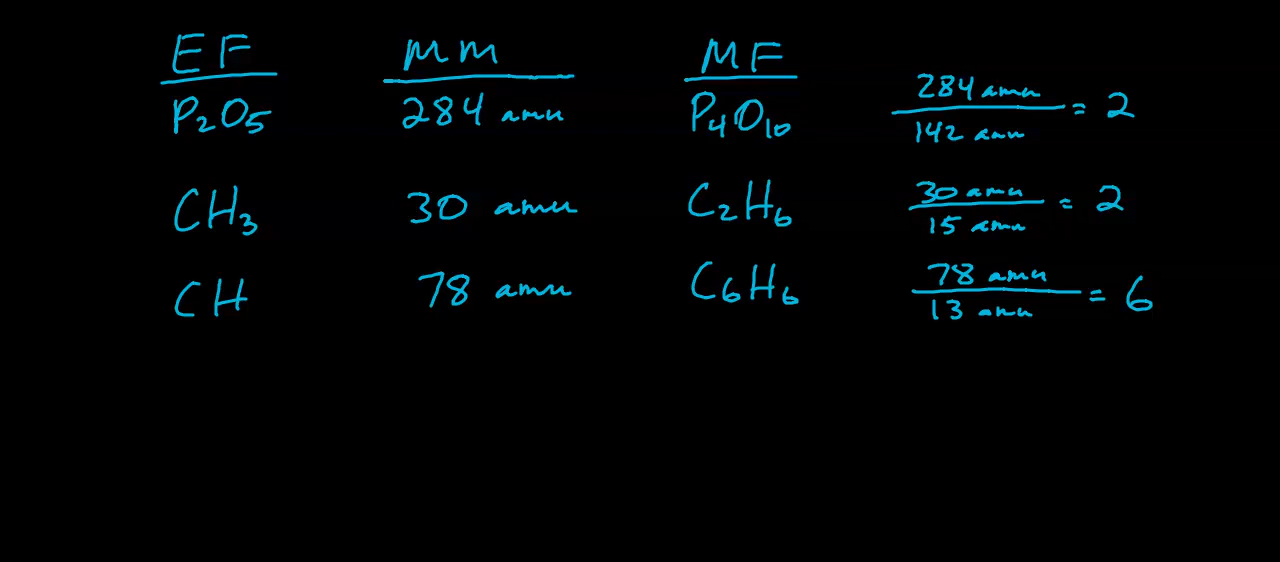 EF MM MF
P₂O₅ 284 amu P₄O₁₀ 284 amu / 142 amu = 2
CH₃ 30 amu C₂H₆ 30 amu / 15 amu = 2
CH 78 amu C₆H₆ 78 amu / 13 amu = 6